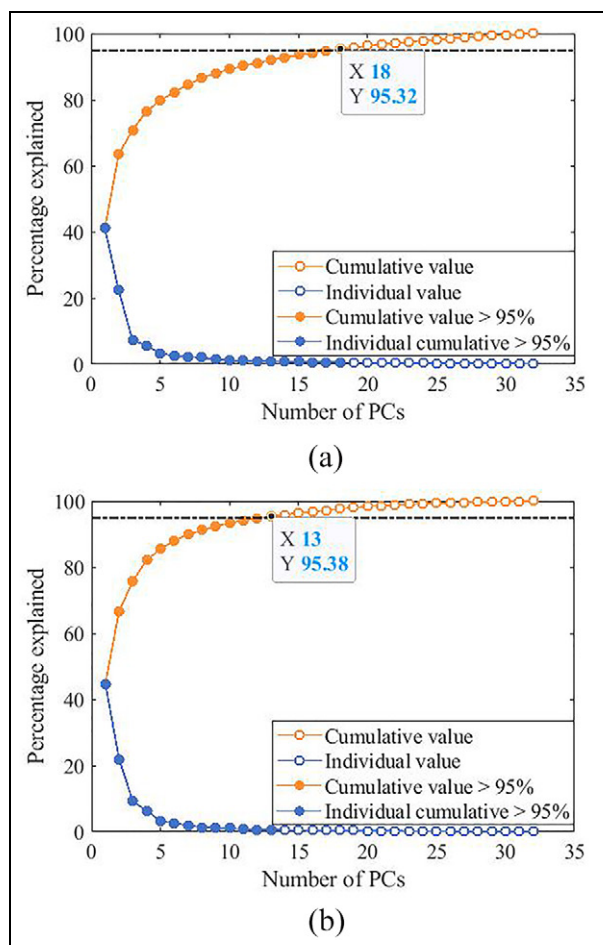 100
80
60
40
20
0
Percentage explained
X 18
Y 95.32
Cumulative value
Individual value
Cumulative value > 95%
Individual cumulative > 95%
0 5 10 15 20 25 30 35
Number of PCs
(a)
100
80
60
40
20
0
Percentage explained
X 13
Y 95.38
Cumulative value
Individual value
Cumulative value > 95%
Individual cumulative > 95%
0 5 10 15 20 25 30 35
Number of PCs
(b)